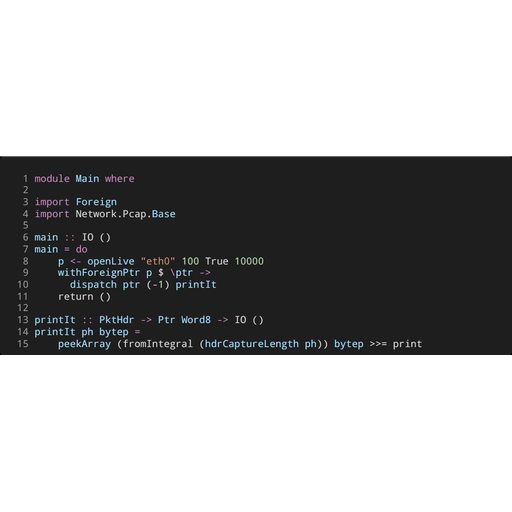 1 module Main where
2
3 import Foreign
4 import Network.Pcap.Base
5
6 main :: IO ()
7 main = do
8     p <- openLive "eth0" 100 True 10000
9     withForeignPtr p $ \ptr ->
10       dispatch ptr (-1) printIt
11     return ()
12
13 printIt :: PktHdr -> Ptr Word8 -> IO ()
14 printIt ph bytep =
15     peekArray (fromIntegral (hdrCaptureLength ph)) bytep >>= print